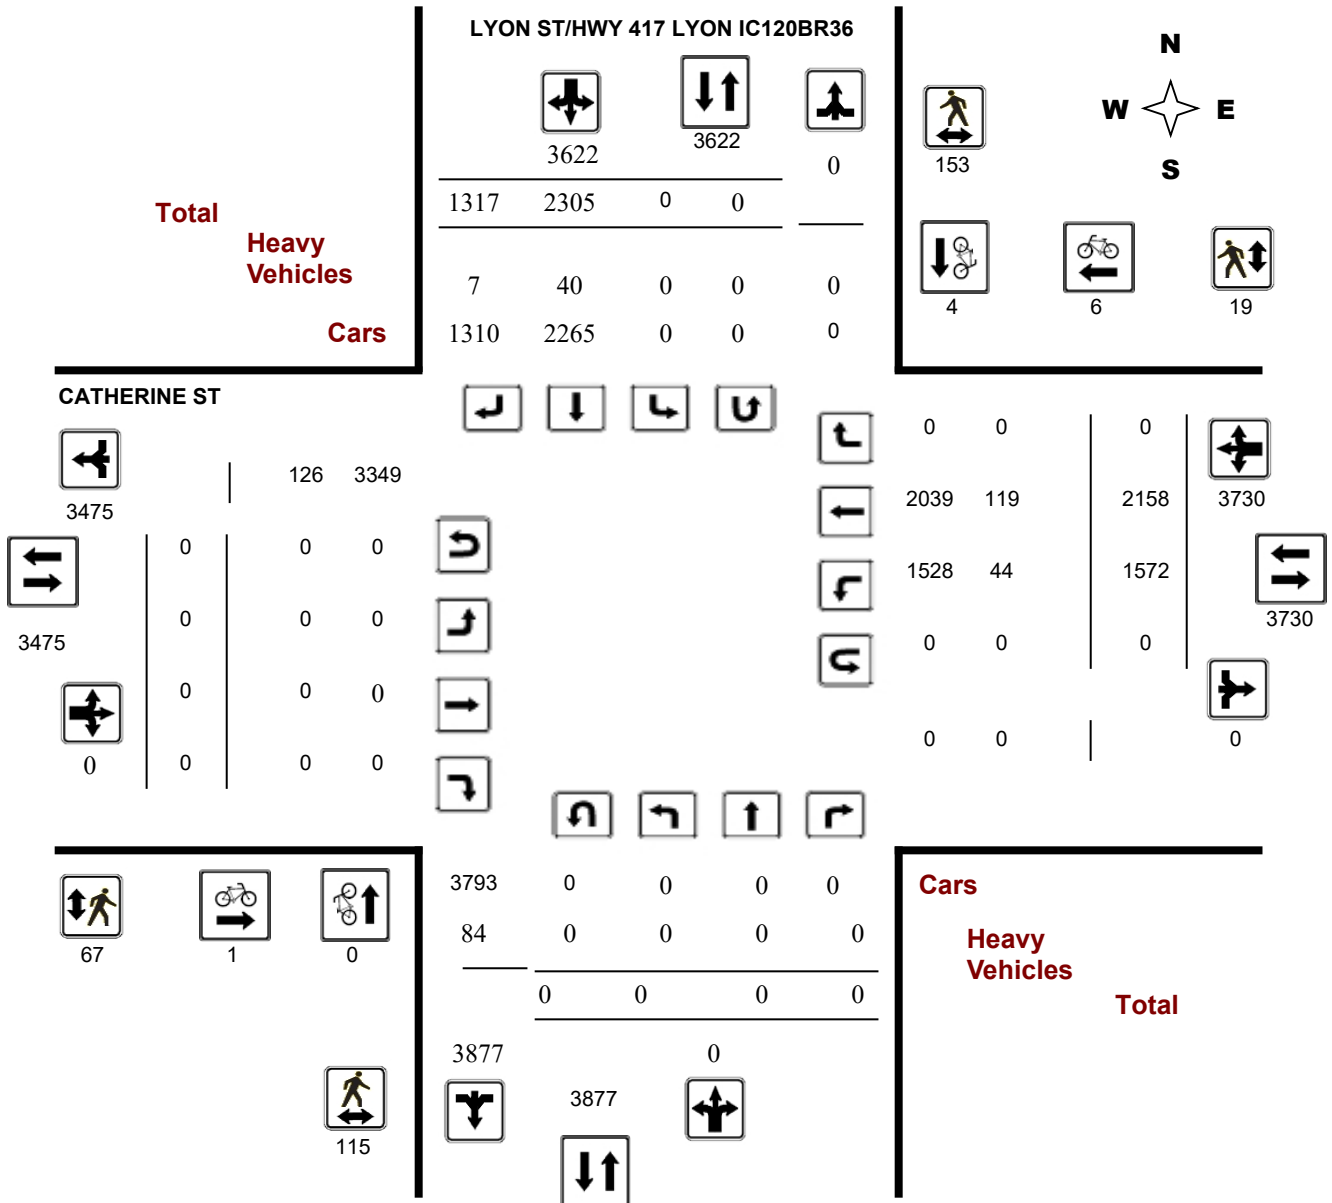 LYON ST/HWY 417 LYON IC120BR36
N
W E
S
3622 3622 0 153
1317 2305 0 0
Total
Heavy
Vehicles
7 40 0 0 0
4 6 19
Cars
1310 2265 0 0 0
CATHERINE ST
0 0 0
126 3349
3475
2039 119 2158 3730
0 0 0
1528 44 1572
3730
0 0 0
3475
0 0 0
0 0 0
0 0 0
0 0 0 0
3793 0 0 0 0
Cars
84 0 0 0 0
Heavy
Vehicles
67 1 0
0 0 0 0
Total
3877 0
3877
115